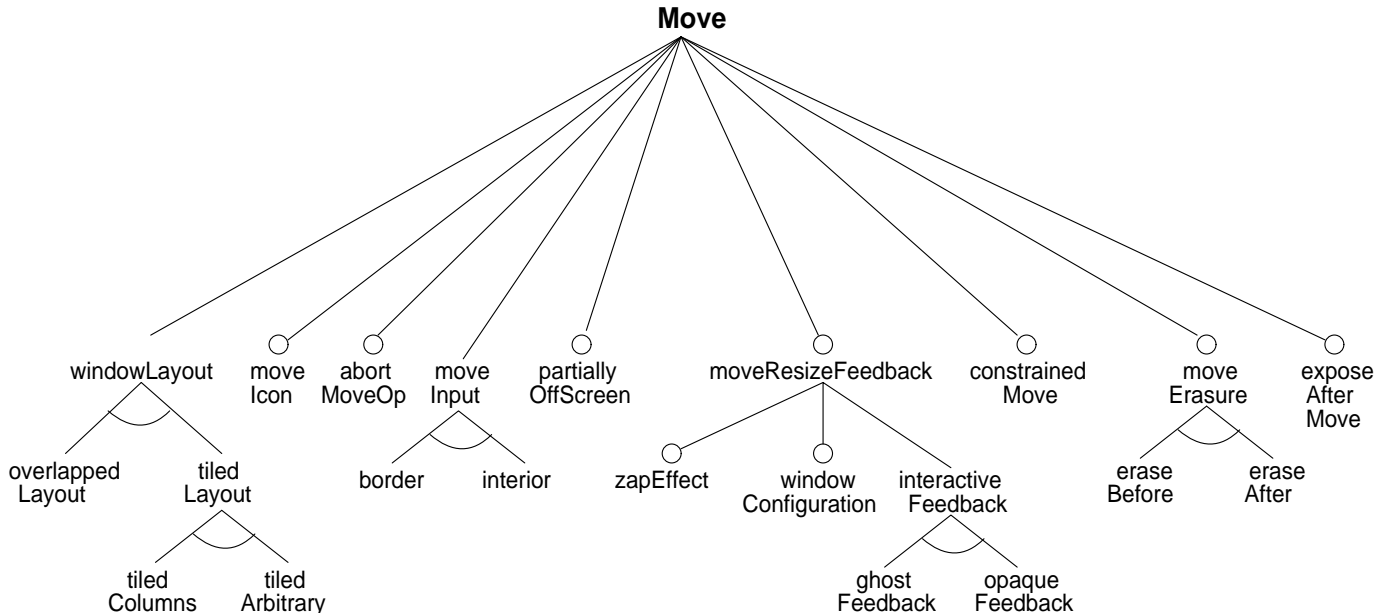 Move
windowLayout
move
Icon
abort
MoveOp
move
Input
partially
OffScreen
moveResizeFeedback
constrained
Move
move
Erasure
expose
After
Move
overlapped
Layout
tiled
Layout
border
interior
zapEffect
window
Configuration
interactive
Feedback
erase
Before
erase
After
tiled
Columns
tiled
Arbitrary
ghost
Feedback
opaque
Feedback